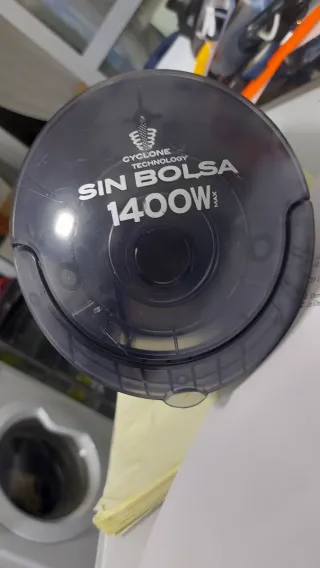 CYCLONE
TECHNOLOGY
SIN BOLSA
1400W MAX